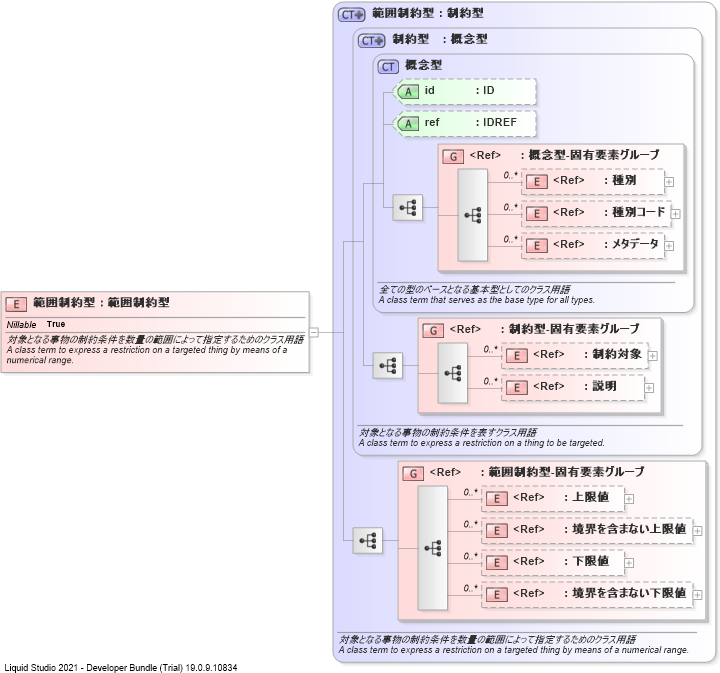 CT 範囲制約型 : 制約型
CT 制約型 : 概念型
CT 概念型
A id : ID
A ref : IDREF
G <Ref> : 概念型-固有要素グループ
0..* E <Ref> : 種別
0..* E <Ref> : 種別コード
0..* E <Ref> : メタデータ
全ての型のベースとなる基本型としてのクラス用語
A class term that serves as the base type for all types.
E 範囲制約型 : 範囲制約型
Nillable True
対象となる事物の制約条件を数量の範囲によって指定するためのクラス用語
A class term to express a restriction on a targeted thing by means of a
numerical range.
G <Ref> : 制約型-固有要素グループ
0..* E <Ref> : 制約対象
0..* E <Ref> : 説明
対象となる事物の制約条件を表すクラス用語
A class term to express a restriction on a thing to be targeted.
G <Ref> : 範囲制約型-固有要素グループ
0..* E <Ref> : 上限値
0..* E <Ref> : 境界を含まない上限値
0..* E <Ref> : 下限値
0..* E <Ref> : 境界を含まない下限値
対象となる事物の制約条件を数量の範囲によって指定するためのクラス用語
A class term to express a restriction on a targeted thing by means of a numerical range.
Liquid Studio 2021 - Developer Bundle (Trial) 19.0.9.10834